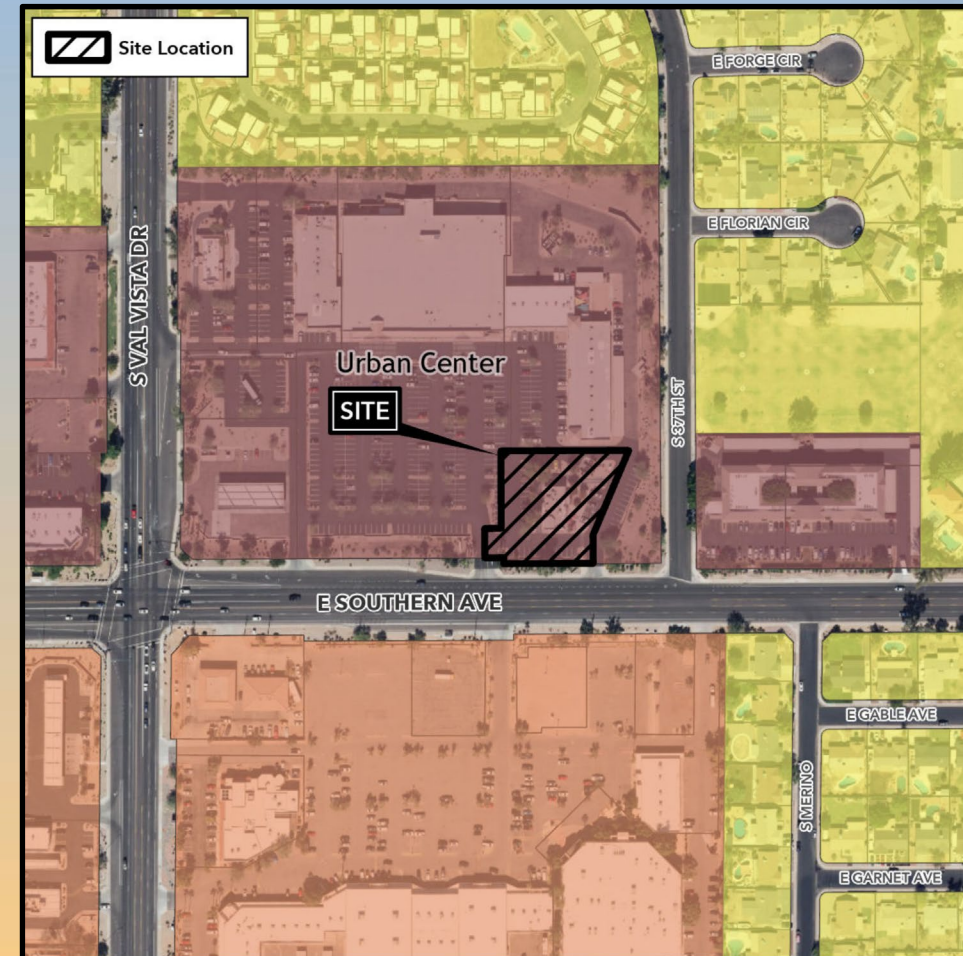 Site Location
E FORGE CIR
E FLORIAN CIR
S VAL VISTA DR
Urban Center
SITE
S 37TH ST
E SOUTHERN AVE
E GABLE AVE
S MERINO
E GARNET AVE